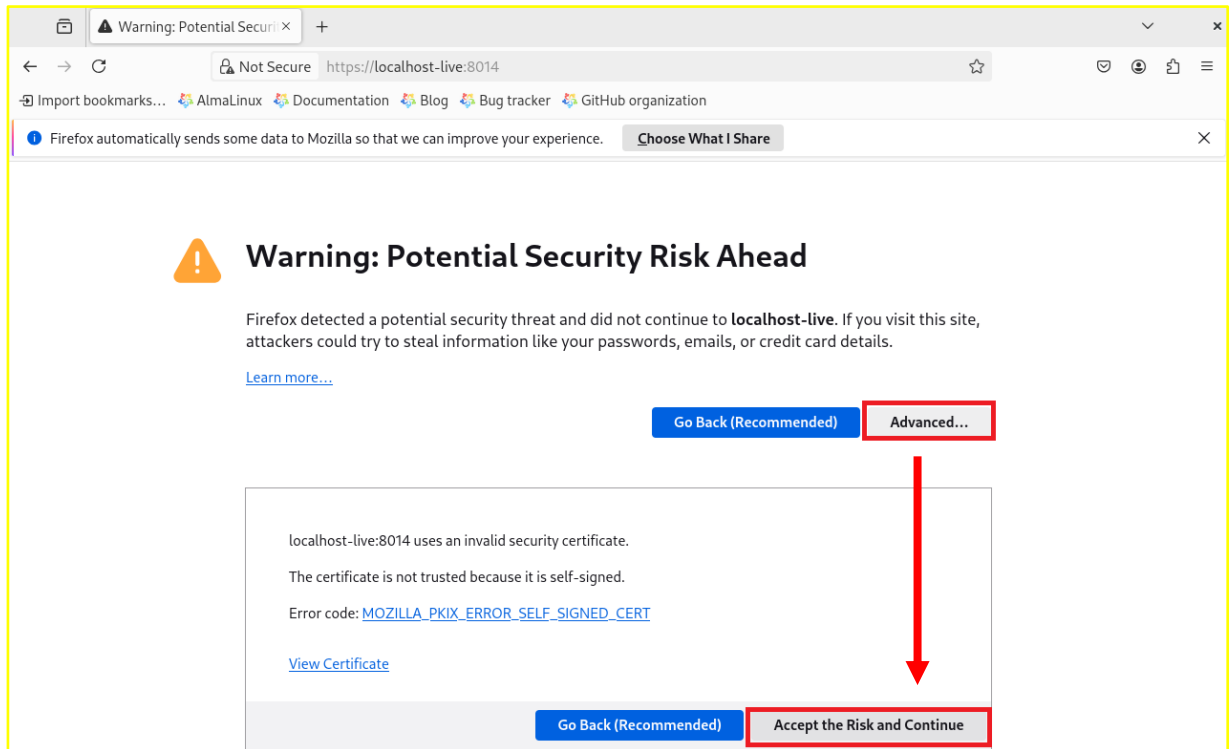 Warning: Potential Securi
Not Secure https://localhost-live:8014
Import bookmarks... AlmaLinux Documentation Blog Bug tracker GitHub organization
Firefox automatically sends some data to Mozilla so that we can improve your experience. Choose What I Share
Warning: Potential Security Risk Ahead
Firefox detected a potential security threat and did not continue to localhost-live. If you visit this site,
attackers could try to steal information like your passwords, emails, or credit card details.
Learn more...
Go Back (Recommended) Advanced...
localhost-live:8014 uses an invalid security certificate.
The certificate is not trusted because it is self-signed.
Error code: MOZILLA_PKIX_ERROR_SELF_SIGNED_CERT
View Certificate
Go Back (Recommended) Accept the Risk and Continue